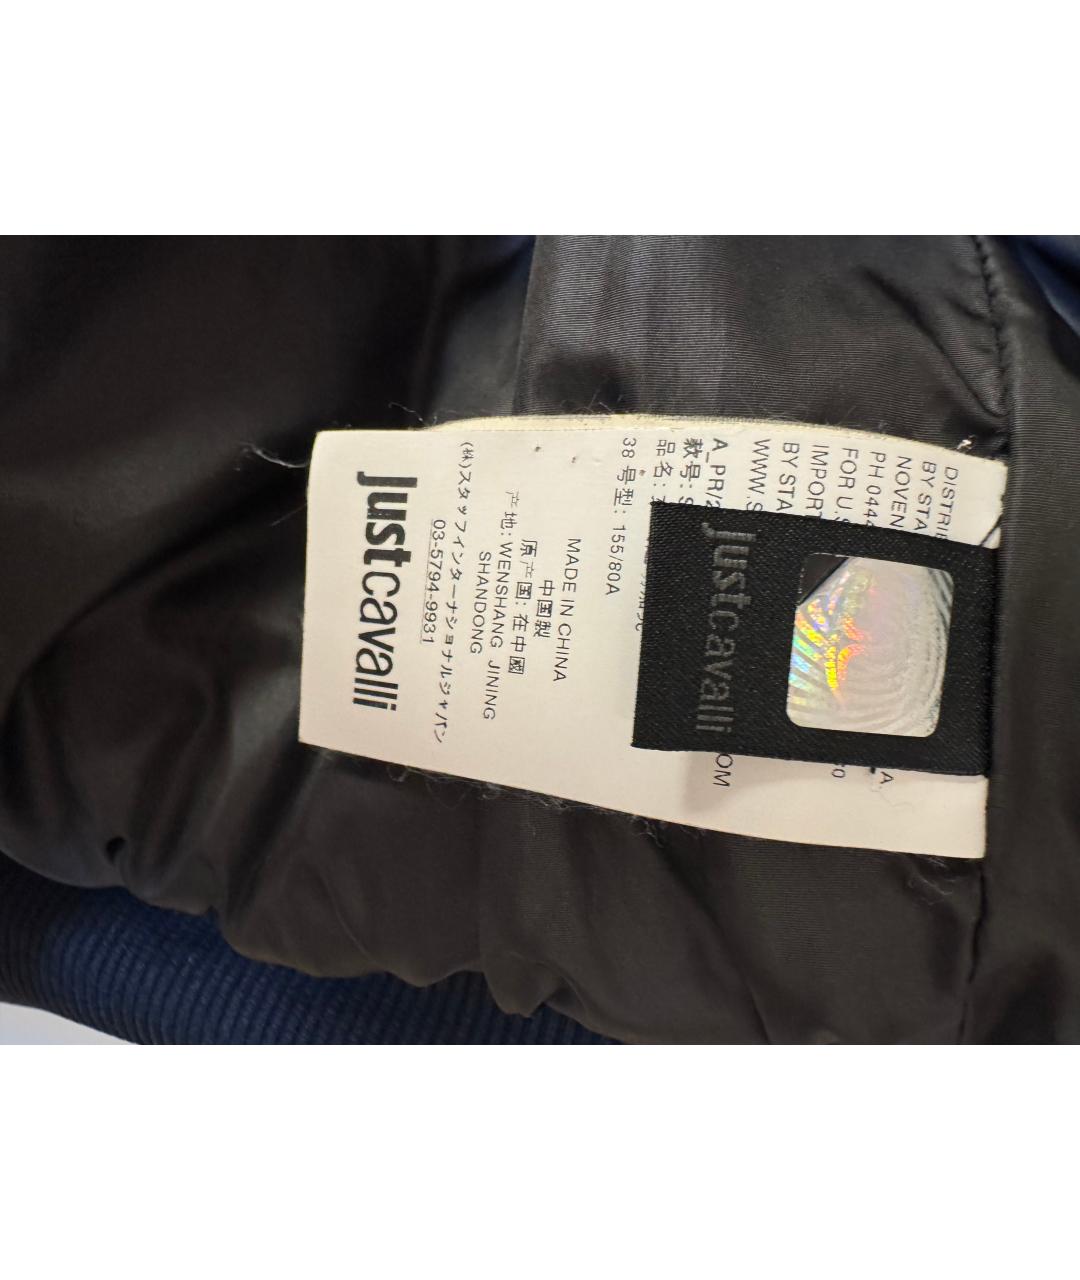 DISTRI
BY STA
NOVEN
PH 044
FOR U.S
A.
IMPORT
BY STA
WWW.S
OM
A_PR/2
款号: S
品名:
38 号型: 155/80A
MADE IN CHINA
中国製
原产国: 在中國
产地: WENSHANG JINING
SHANDONG
(株)スタッフインターナショナルジャパン
03-5794-9931
Justcavalli
Justcavalli